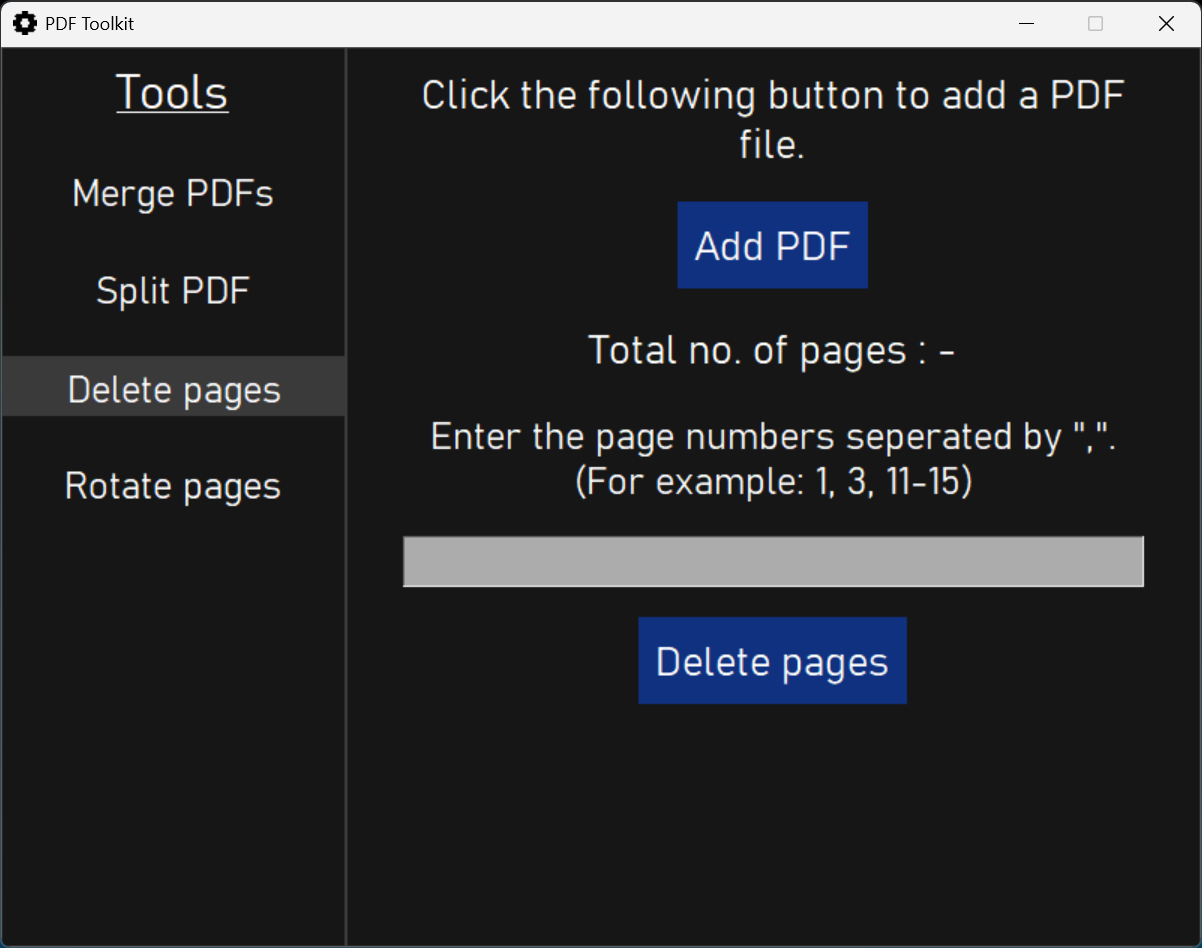 PDF Toolkit
Tools
Merge PDFs
Split PDF
Delete pages
Rotate pages
Click the following button to add a PDF
file.
Add PDF
Total no. of pages : -
Enter the page numbers seperated by ",".
(For example: 1, 3, 11-15)
Delete pages